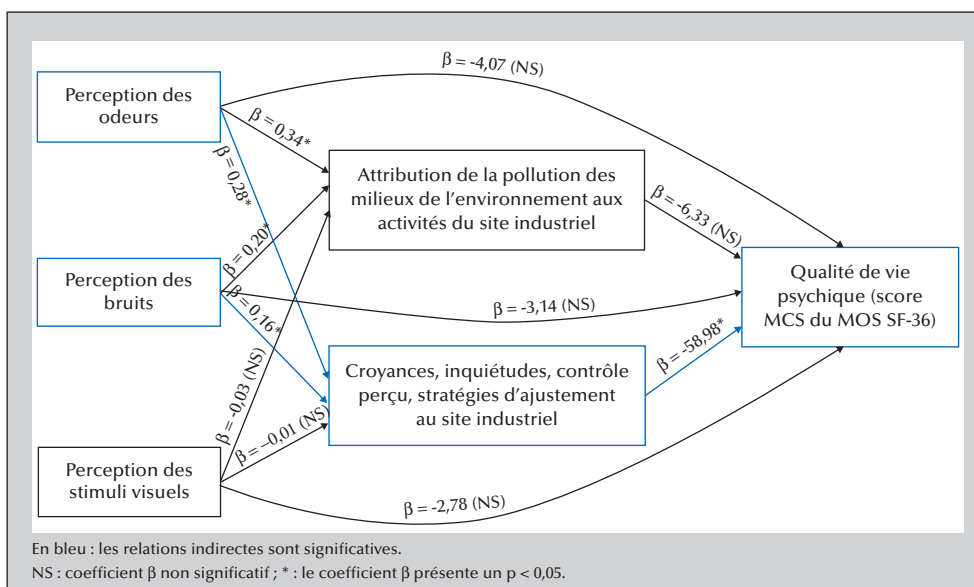 β = -4,07 (NS)
Perception des
odeurs
β = 0,34*
β = 0,28*
Attribution de la pollution des
milieux de l’environnement aux
activités du site industriel
β = -6,33 (NS)
β = 0,20*
Perception des
bruits
β = 0,16*
β = -3,14 (NS)
Qualité de vie
psychique (score
MCS du MOS SF-36)
β = -0,03 (NS)
Croyances, inquiétudes, contrôle
perçu, stratégies d’ajustement
au site industriel
β = -58,98*
β = −0,01 (NS)
Perception des
stimuli visuels
β = -2,78 (NS)
En bleu : les relations indirectes sont significatives.
NS : coefficient β non significatif ; * : le coefficient β présente un p < 0,05.